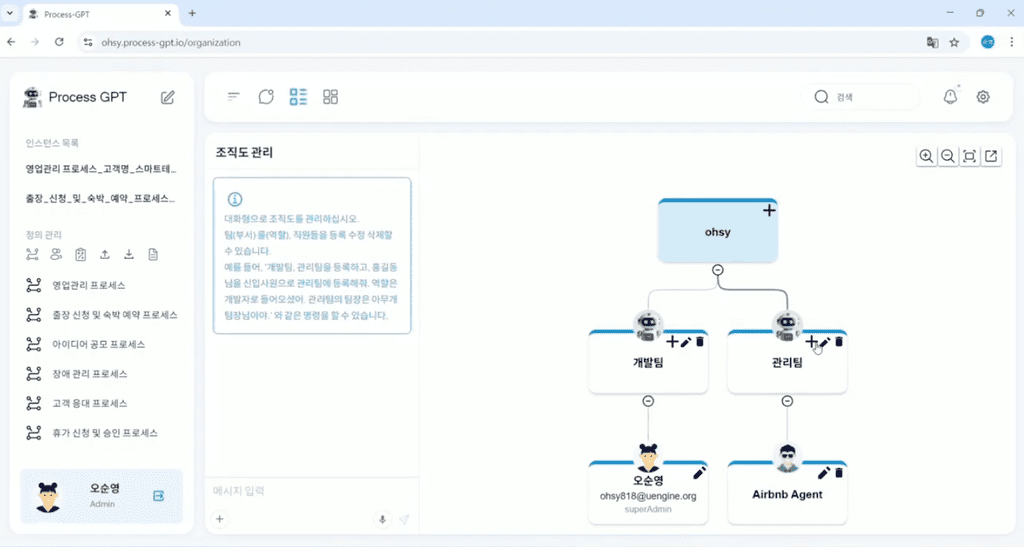 Process-GPT
ohsy.process-gpt.io/organization
Process GPT
검색
인스턴스 목록
영업관리 프로세스_고객명_스마트테...
출장_신청_및_숙박_예약_프로세스...
정의 관리
영업관리 프로세스
출장 신청 및 숙박 예약 프로세스
아이디어 공모 프로세스
장애 관리 프로세스
고객 응대 프로세스
휴가 신청 및 승인 프로세스
오순영
Admin
조직도 관리
대화형으로 조직도를 관리하십시오.
팀(부서) 룰(역할), 직원들을 등록 수정 삭제할
수 있습니다.
예를 들어, '개발팀, 관리팀을 등록하고, 홍길동
님을 신입사원으로 관리팀에 등록해줘. 역할은
개발자로 들어오셨어. 관리팀의 팀장은 아무개
팀장님이야.' 와 같은 명령을 할 수 있습니다.
메시지 입력
ohsy
개발팀
관리팀
오순영
ohsy818@uengine.org
superAdmin
Airbnb Agent